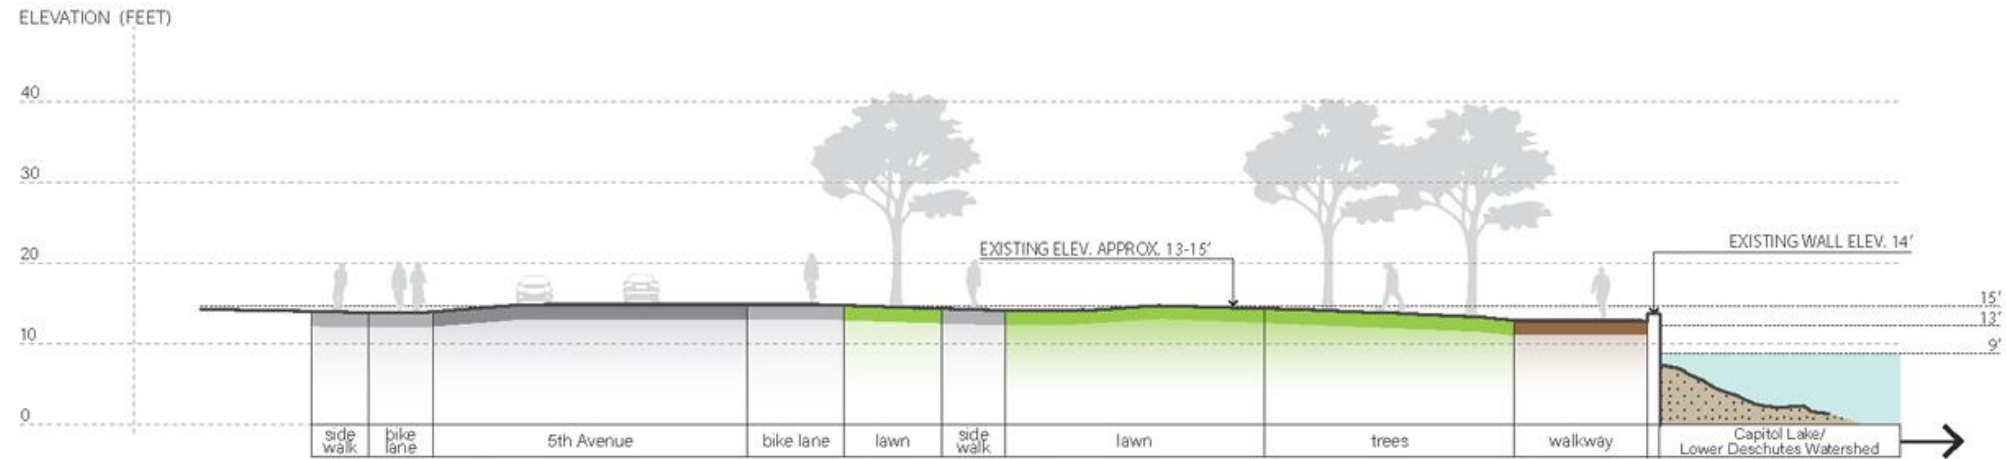 ELEVATION (FEET)
40
30
20
10
0
EXISTING ELEV. APPROX. 13-15'
EXISTING WALL ELEV. 14'
15'
13'
9'
side
walk
bike
lane
5th Avenue
bike lane
lawn
side
walk
lawn
trees
walkway
Capitol Lake/
Lower Deschutes Watershed